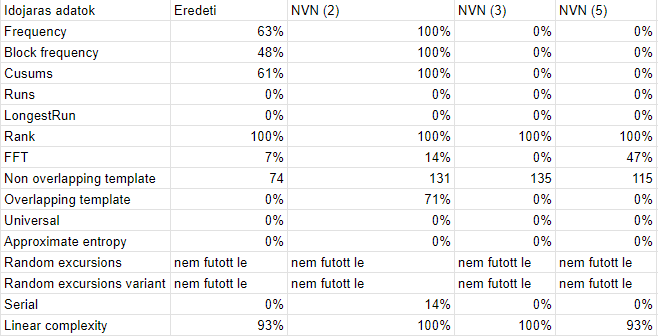 Idojaras adatok Eredeti NVN (2) NVN (3) NVN (5)
Frequency 63% 100% 0% 0%
Block frequency 48% 100% 0% 0%
Cusums 61% 100% 0% 0%
Runs 0% 0% 0% 0%
LongestRun 0% 0% 0% 0%
Rank 100% 100% 100% 100%
FFT 7% 14% 0% 47%
Non overlapping template 74 131 135 115
Overlapping template 0% 71% 0% 0%
Universal 0% 0% 0% 0%
Approximate entropy 0% 0% 0% 0%
Random excursions nem futott le nem futott le nem futott le nem futott le
Random excursions variant nem futott le nem futott le nem futott le nem futott le
Serial 0% 14% 0% 0%
Linear complexity 93% 100% 100% 93%